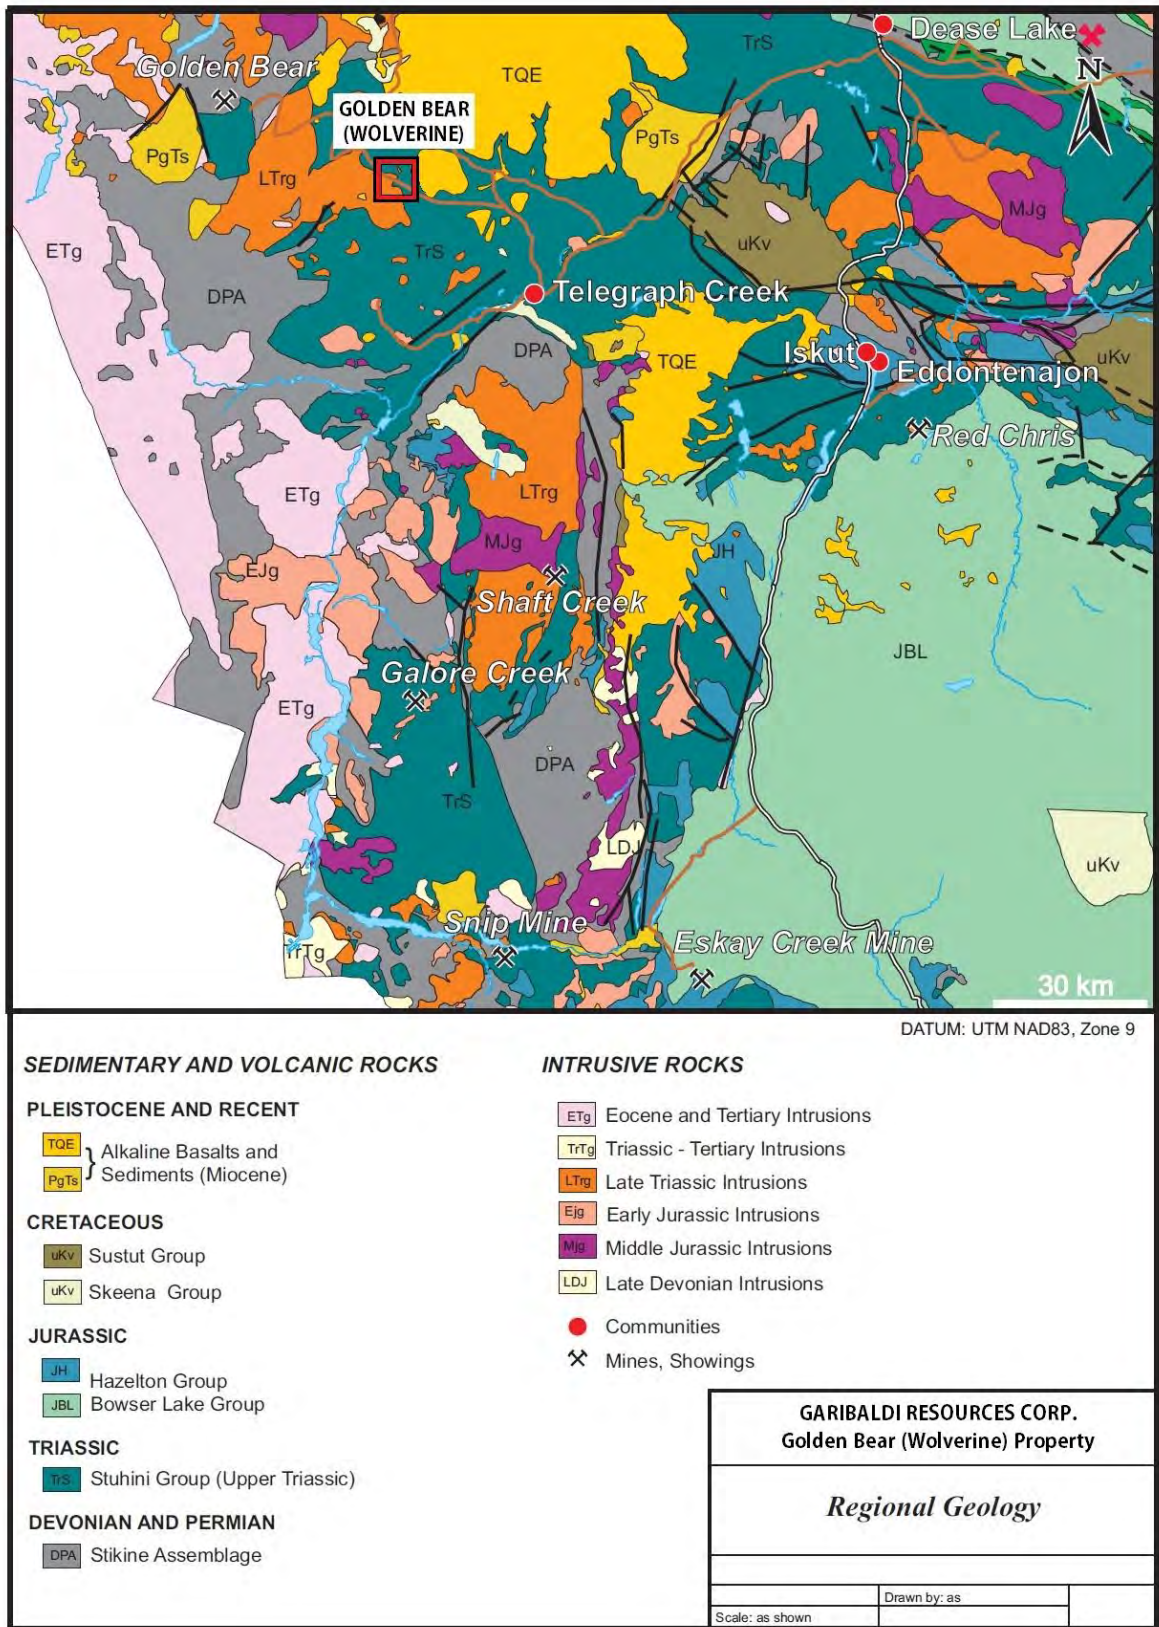 Dease Lake
TrS
N
Golden Bear
TQE
GOLDEN BEAR
(WOLVERINE)
PgTs
PgTs
LTrg
MJg
ETg
uKv
TrS
DPA
Telegraph Creek
DPA
TQE
Iskut
uKv
Eddontenajon
Red Chris
ETg
LTrg
MJg
JH
EJg
Shaft Creek
JBL
Galore Creek
ETg
DPA
TrS
LDJ
uKv
Snip Mine
Eskay Creek Mine
TrTg
30 km
DATUM: UTM NAD83, Zone 9
SEDIMENTARY AND VOLCANIC ROCKS
PLEISTOCENE AND RECENT
TQE
PgTs
} Alkaline Basalts and
Sediments (Miocene)
CRETACEOUS
uKv Sustut Group
uKv Skeena Group
JURASSIC
JH Hazelton Group
JBL Bowser Lake Group
TRIASSIC
TrS Stuhini Group (Upper Triassic)
DEVONIAN AND PERMIAN
DPA Stikine Assemblage
INTRUSIVE ROCKS
ETg Eocene and Tertiary Intrusions
TrTg Triassic - Tertiary Intrusions
LTrg Late Triassic Intrusions
Ejg Early Jurassic Intrusions
Mjg Middle Jurassic Intrusions
LDJ Late Devonian Intrusions
Communities
Mines, Showings
GARIBALDI RESOURCES CORP.
Golden Bear (Wolverine) Property
Regional Geology
Drawn by: as
Scale: as shown